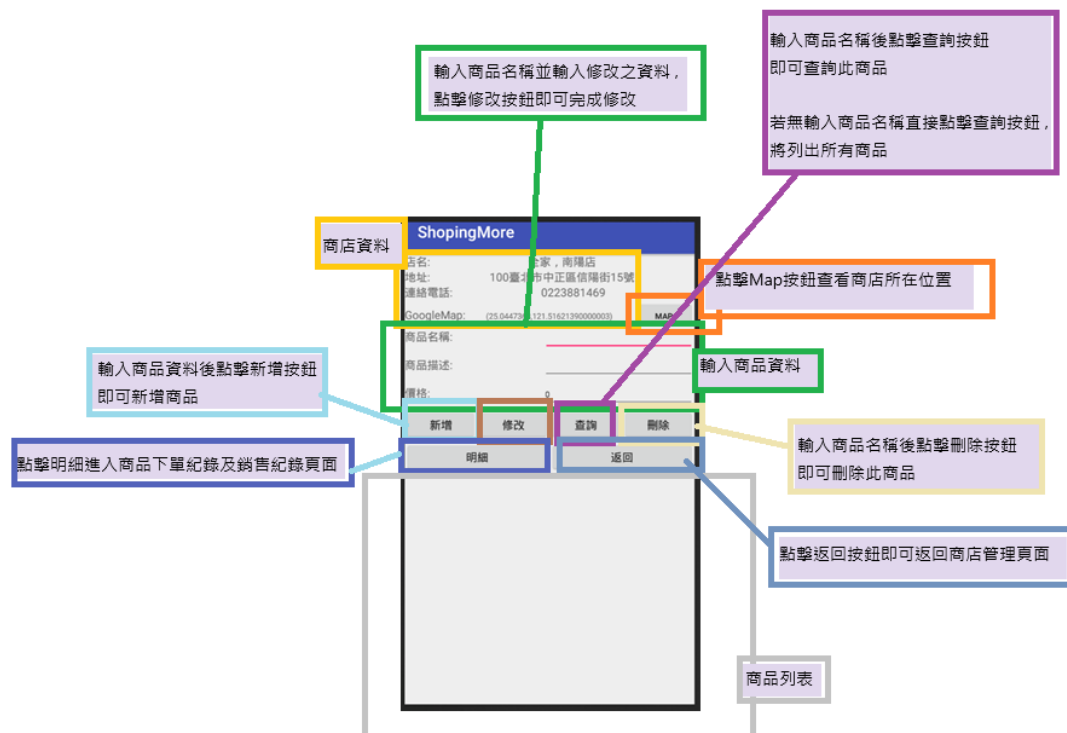 輸入商品名稱後點擊查詢按鈕
即可查詢此商品
若無輸入商品名稱直接點擊查詢按鈕,
將列出所有商品
輸入商品名稱並輸入修改之資料,
點擊修改按鈕即可完成修改
商店資料
ShopingMore
店名: 全家,南陽店
地址: 100臺北市中正區信陽街15號
連絡電話: 0223881469
GoogleMap: MAP
點擊Map按鈕查看商店所在位置
商品名稱:
商品描述:
價格: 0
輸入商品資料
輸入商品資料後點擊新增按鈕
即可新增商品
新增 修改 查詢 刪除
明細 返回
點擊明細進入商品下單紀錄及銷售紀錄頁面
輸入商品名稱後點擊刪除按鈕
即可刪除此商品
點擊返回按鈕即可返回商店管理頁面
商品列表